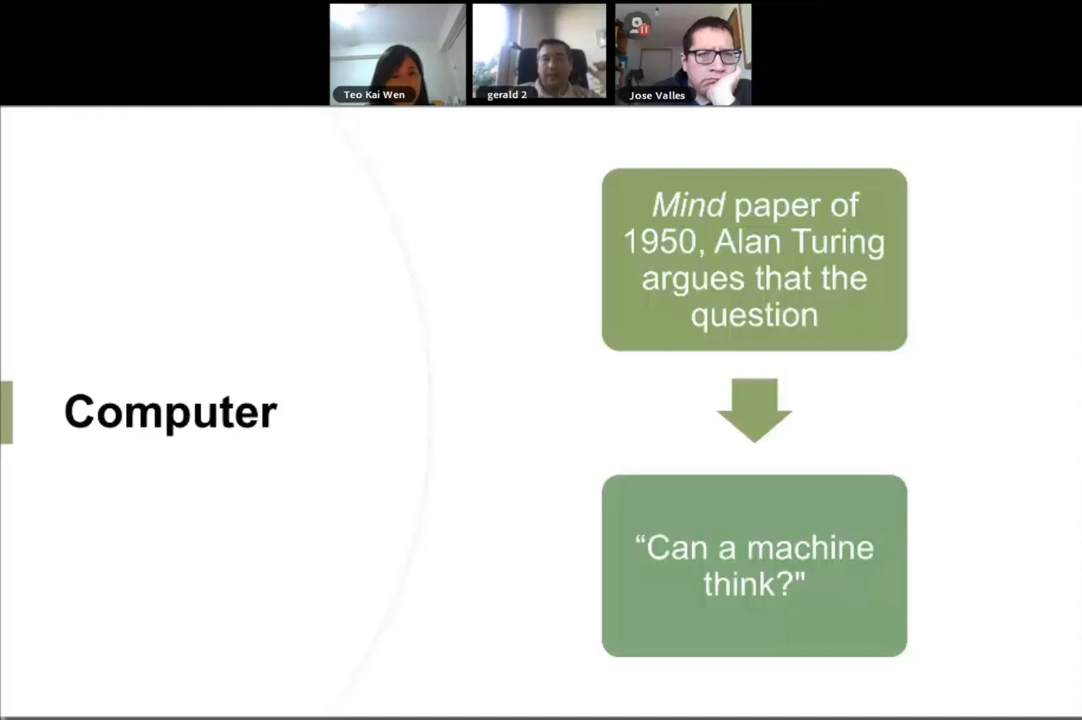 Teo Kai Wen
gerald 2
Jose Valles
Mind paper of
1950, Alan Turing
argues that the
question
Computer
“Can a machine
think?"